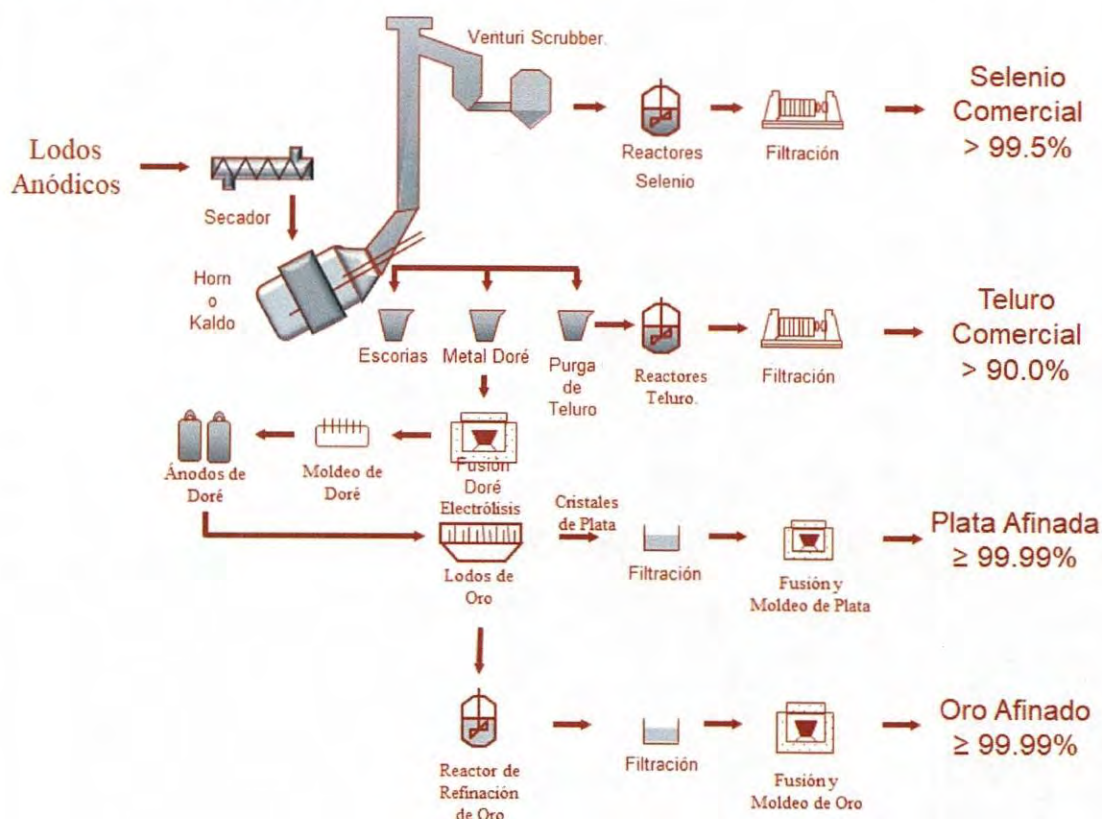 Venturi Scrubber.
Lodos
Anódicos
Secador
Horn
o
Kaldo
Reactores
Selenio
Filtración
Selenio
Comercial
> 99.5%
Escorias
Metal Doré
Purga
de
Teluro
Reactores
Teluro.
Filtración
Teluro
Comercial
> 90.0%
Ánodos de
Doré
Moldeo de
Doré
Fusión
Doré
Electrólisis
Lodos de
Oro
Cristales
de Plata
Filtración
Fusión y
Moldeo de Plata
Plata Afinada
≥ 99.99%
Reactor de
Refinación
de Oro
Filtración
Fusión y
Moldeo de Oro
Oro Afinado
≥ 99.99%